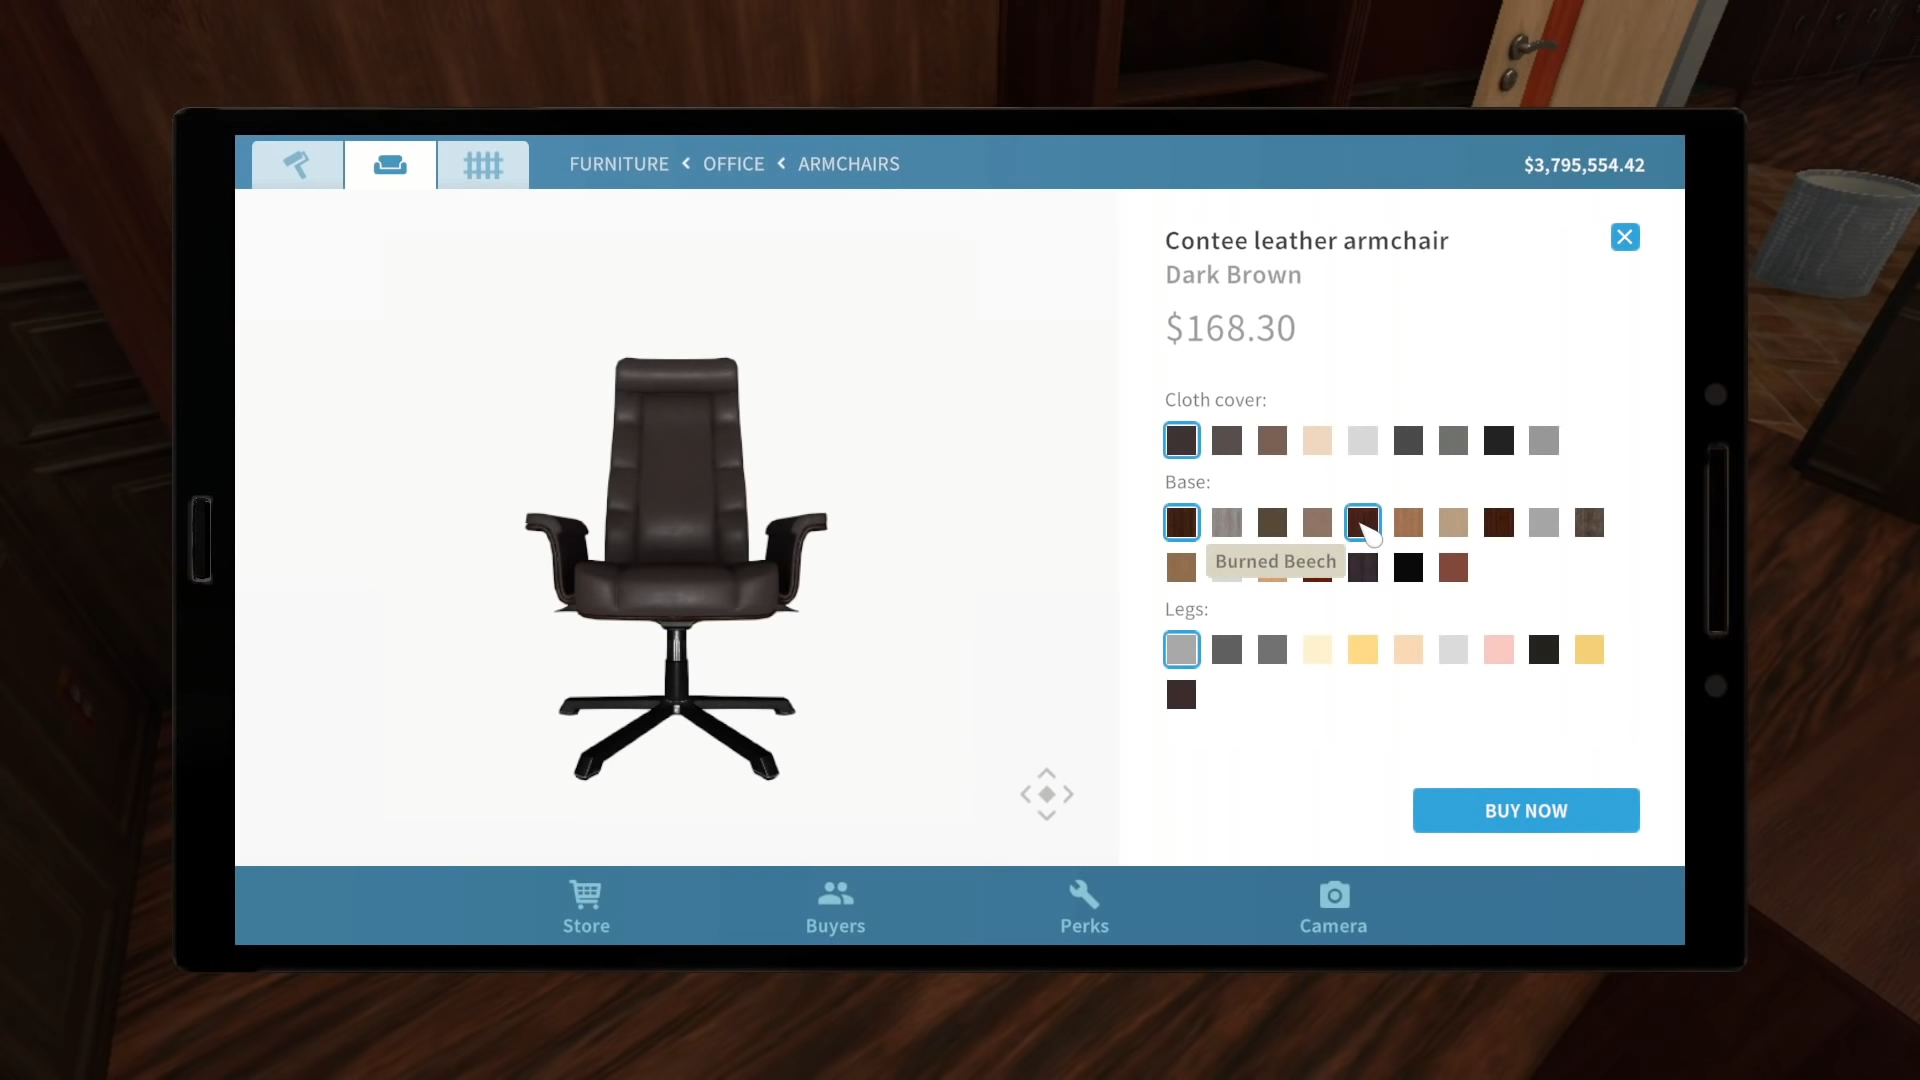 FURNITURE < OFFICE < ARMCHAIRS
$3,795,554.42
Contee leather armchair
Dark Brown
$168.30
Cloth cover:
Base:
Burned Beech
Legs:
BUY NOW
Store
Buyers
Perks
Camera